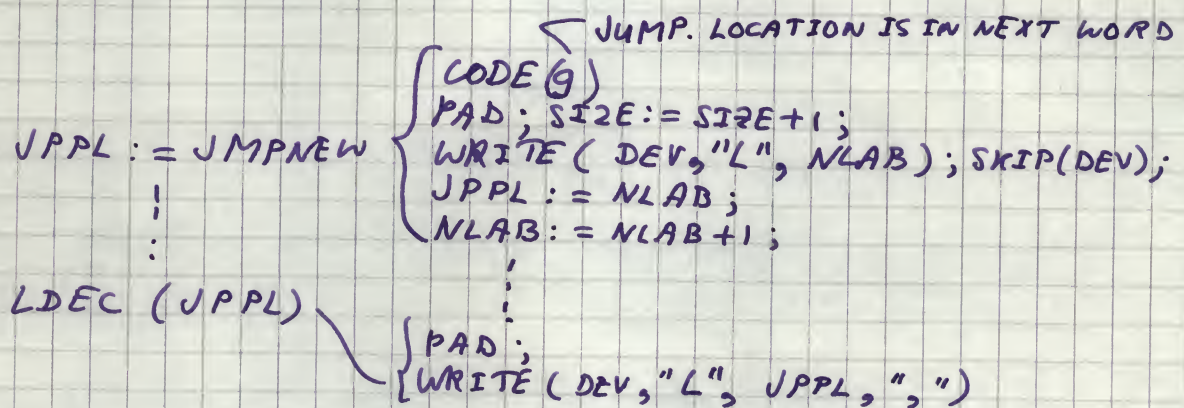 JUMP. LOCATION IS IN NEXT WORD
CODE(9)
PAD; SIZE:= SIZE+1;
JPPL := JMPNEW
WRITE( DEV,"L", NLAB); SKIP(DEV);
JPPL := NLAB;
NLAB:= NLAB+1;
LDEC (JPPL)
PAD;
WRITE( DEV,"L", JPPL, ",")